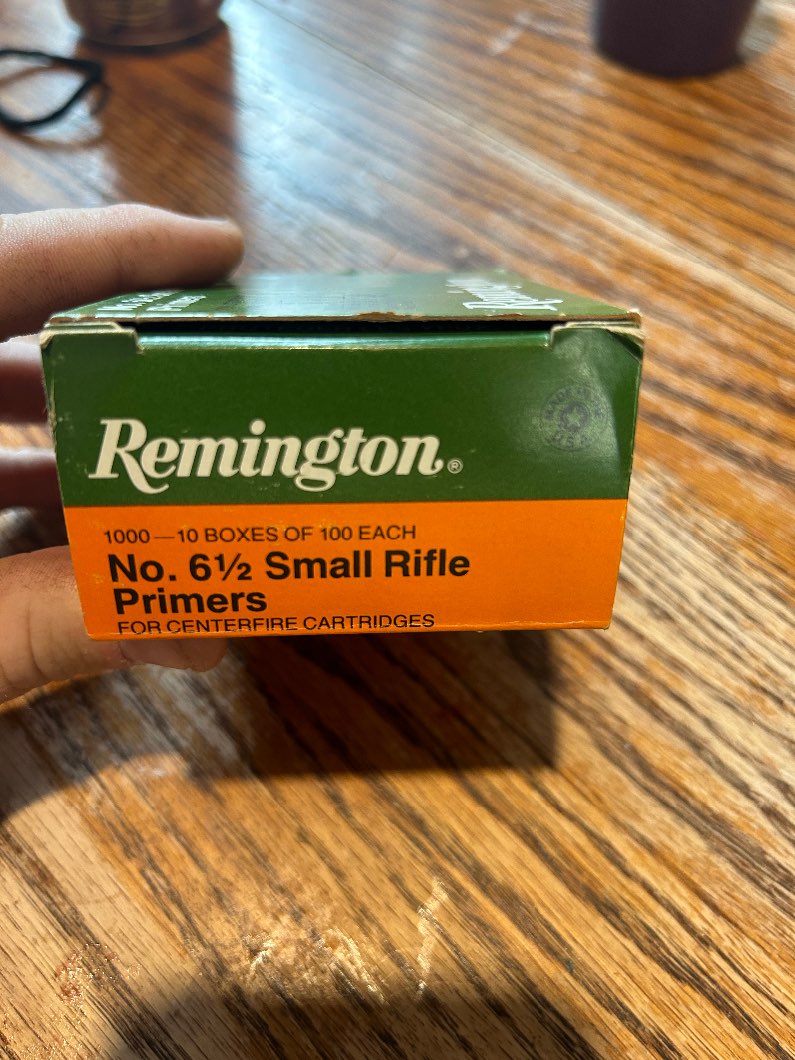 Remington®
1000—10 BOXES OF 100 EACH
No. 6½ Small Rifle
Primers
FOR CENTERFIRE CARTRIDGES